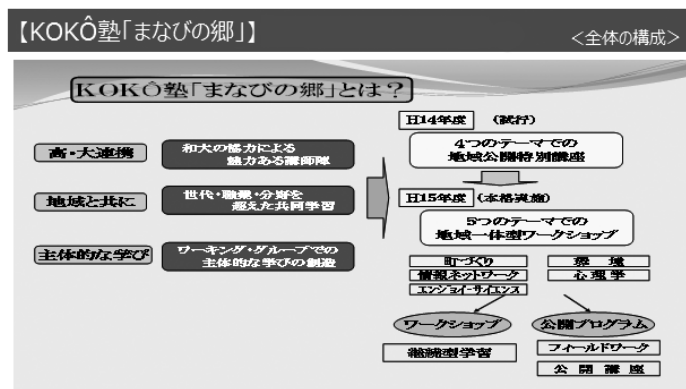 【KOKÔ塾「まなびの郷」】
＜全体の構成＞
KOKÔ塾「まなびの郷」とは？
高・大連携
和大の協力による
魅力ある講師陣
地域と共に
世代・職業・分野を
超えた共同学習
主体的な学び
ワーキング・グループでの
主体的な学びの創設
H14年度 （試行）
4つのテーマでの
地域公開特別講座
H15年度 （本格実施）
5つのテーマでの
地域一体型ワークショップ
町づくり
環 境
情報ネットワーク
心理学
エンジョイ・サイエンス
ワークショップ
公開プログラム
継続型学習
フィールドワーク
公 開 講 座